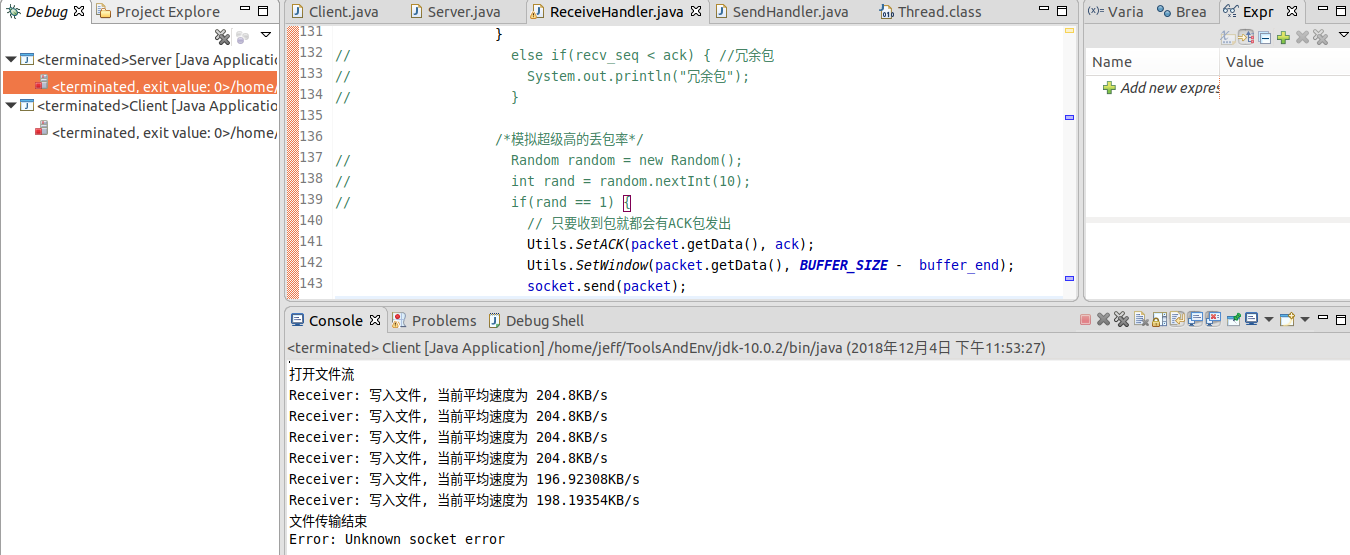 Debug Project Explore
<terminated>Server [Java Applicatio
<terminated, exit value: 0>/home/
<terminated>Client [Java Applicatio
<terminated, exit value: 0>/home/
Client.java Server.java ReceiveHandler.java SendHandler.java Thread.class
131 }
132 // else if(recv_seq < ack) { //冗余包
133 // System.out.println("冗余包");
134 // }
135
136 /*模拟超级高的丢包率*/
137 // Random random = new Random();
138 // int rand = random.nextInt(10);
139 // if(rand == 1) {
140 // 只要收到包就都会有ACK包发出
141 Utils.SetACK(packet.getData(), ack);
142 Utils.SetWindow(packet.getData(), BUFFER_SIZE - buffer_end);
143 socket.send(packet);
(x)= Varia Brea Expr
Name Value
Add new expres
Console Problems Debug Shell
<terminated> Client [Java Application] /home/jeff/ToolsAndEnv/jdk-10.0.2/bin/java (2018年12月4日 下午11:53:27)
打开文件流
Receiver: 写入文件, 当前平均速度为 204.8KB/s
Receiver: 写入文件, 当前平均速度为 204.8KB/s
Receiver: 写入文件, 当前平均速度为 204.8KB/s
Receiver: 写入文件, 当前平均速度为 204.8KB/s
Receiver: 写入文件, 当前平均速度为 196.92308KB/s
Receiver: 写入文件, 当前平均速度为 198.19354KB/s
文件传输结束
Error: Unknown socket error